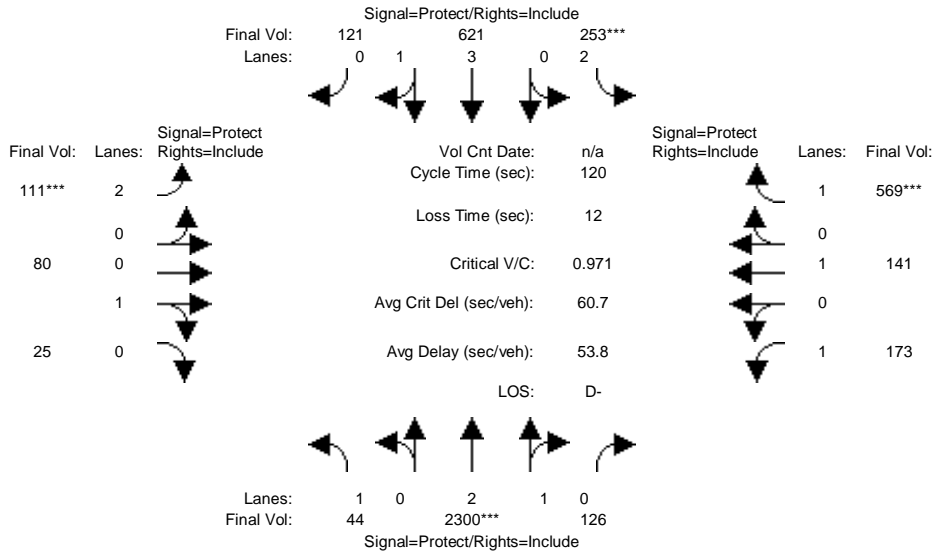 Signal=Protect/Rights=Include
Final Vol: 121 621 253***
Lanes: 0 1 3 0 2
Signal=Protect
Final Vol: Lanes: Rights=Include
Vol Cnt Date: n/a
Signal=Protect
Rights=Include Lanes: Final Vol:
Cycle Time (sec): 120
111*** 2
1 569***
Loss Time (sec): 12
0
0
80 0
Critical V/C: 0.971
1 141
1
Avg Crit Del (sec/veh): 60.7
0
25 0
Avg Delay (sec/veh): 53.8
1 173
LOS: D-
Lanes: 1 0 2 1 0
Final Vol: 44 2300*** 126
Signal=Protect/Rights=Include